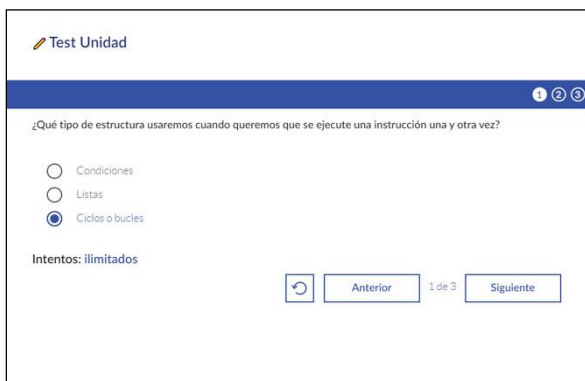 Test Unidad
1 2 3
¿Qué tipo de estructura usaremos cuando queremos que se ejecute una instrucción una y otra vez?
Condiciones
Listas
Ciclos o bucles
Intentos: ilimitados
Anterior 1 de 3 Siguiente